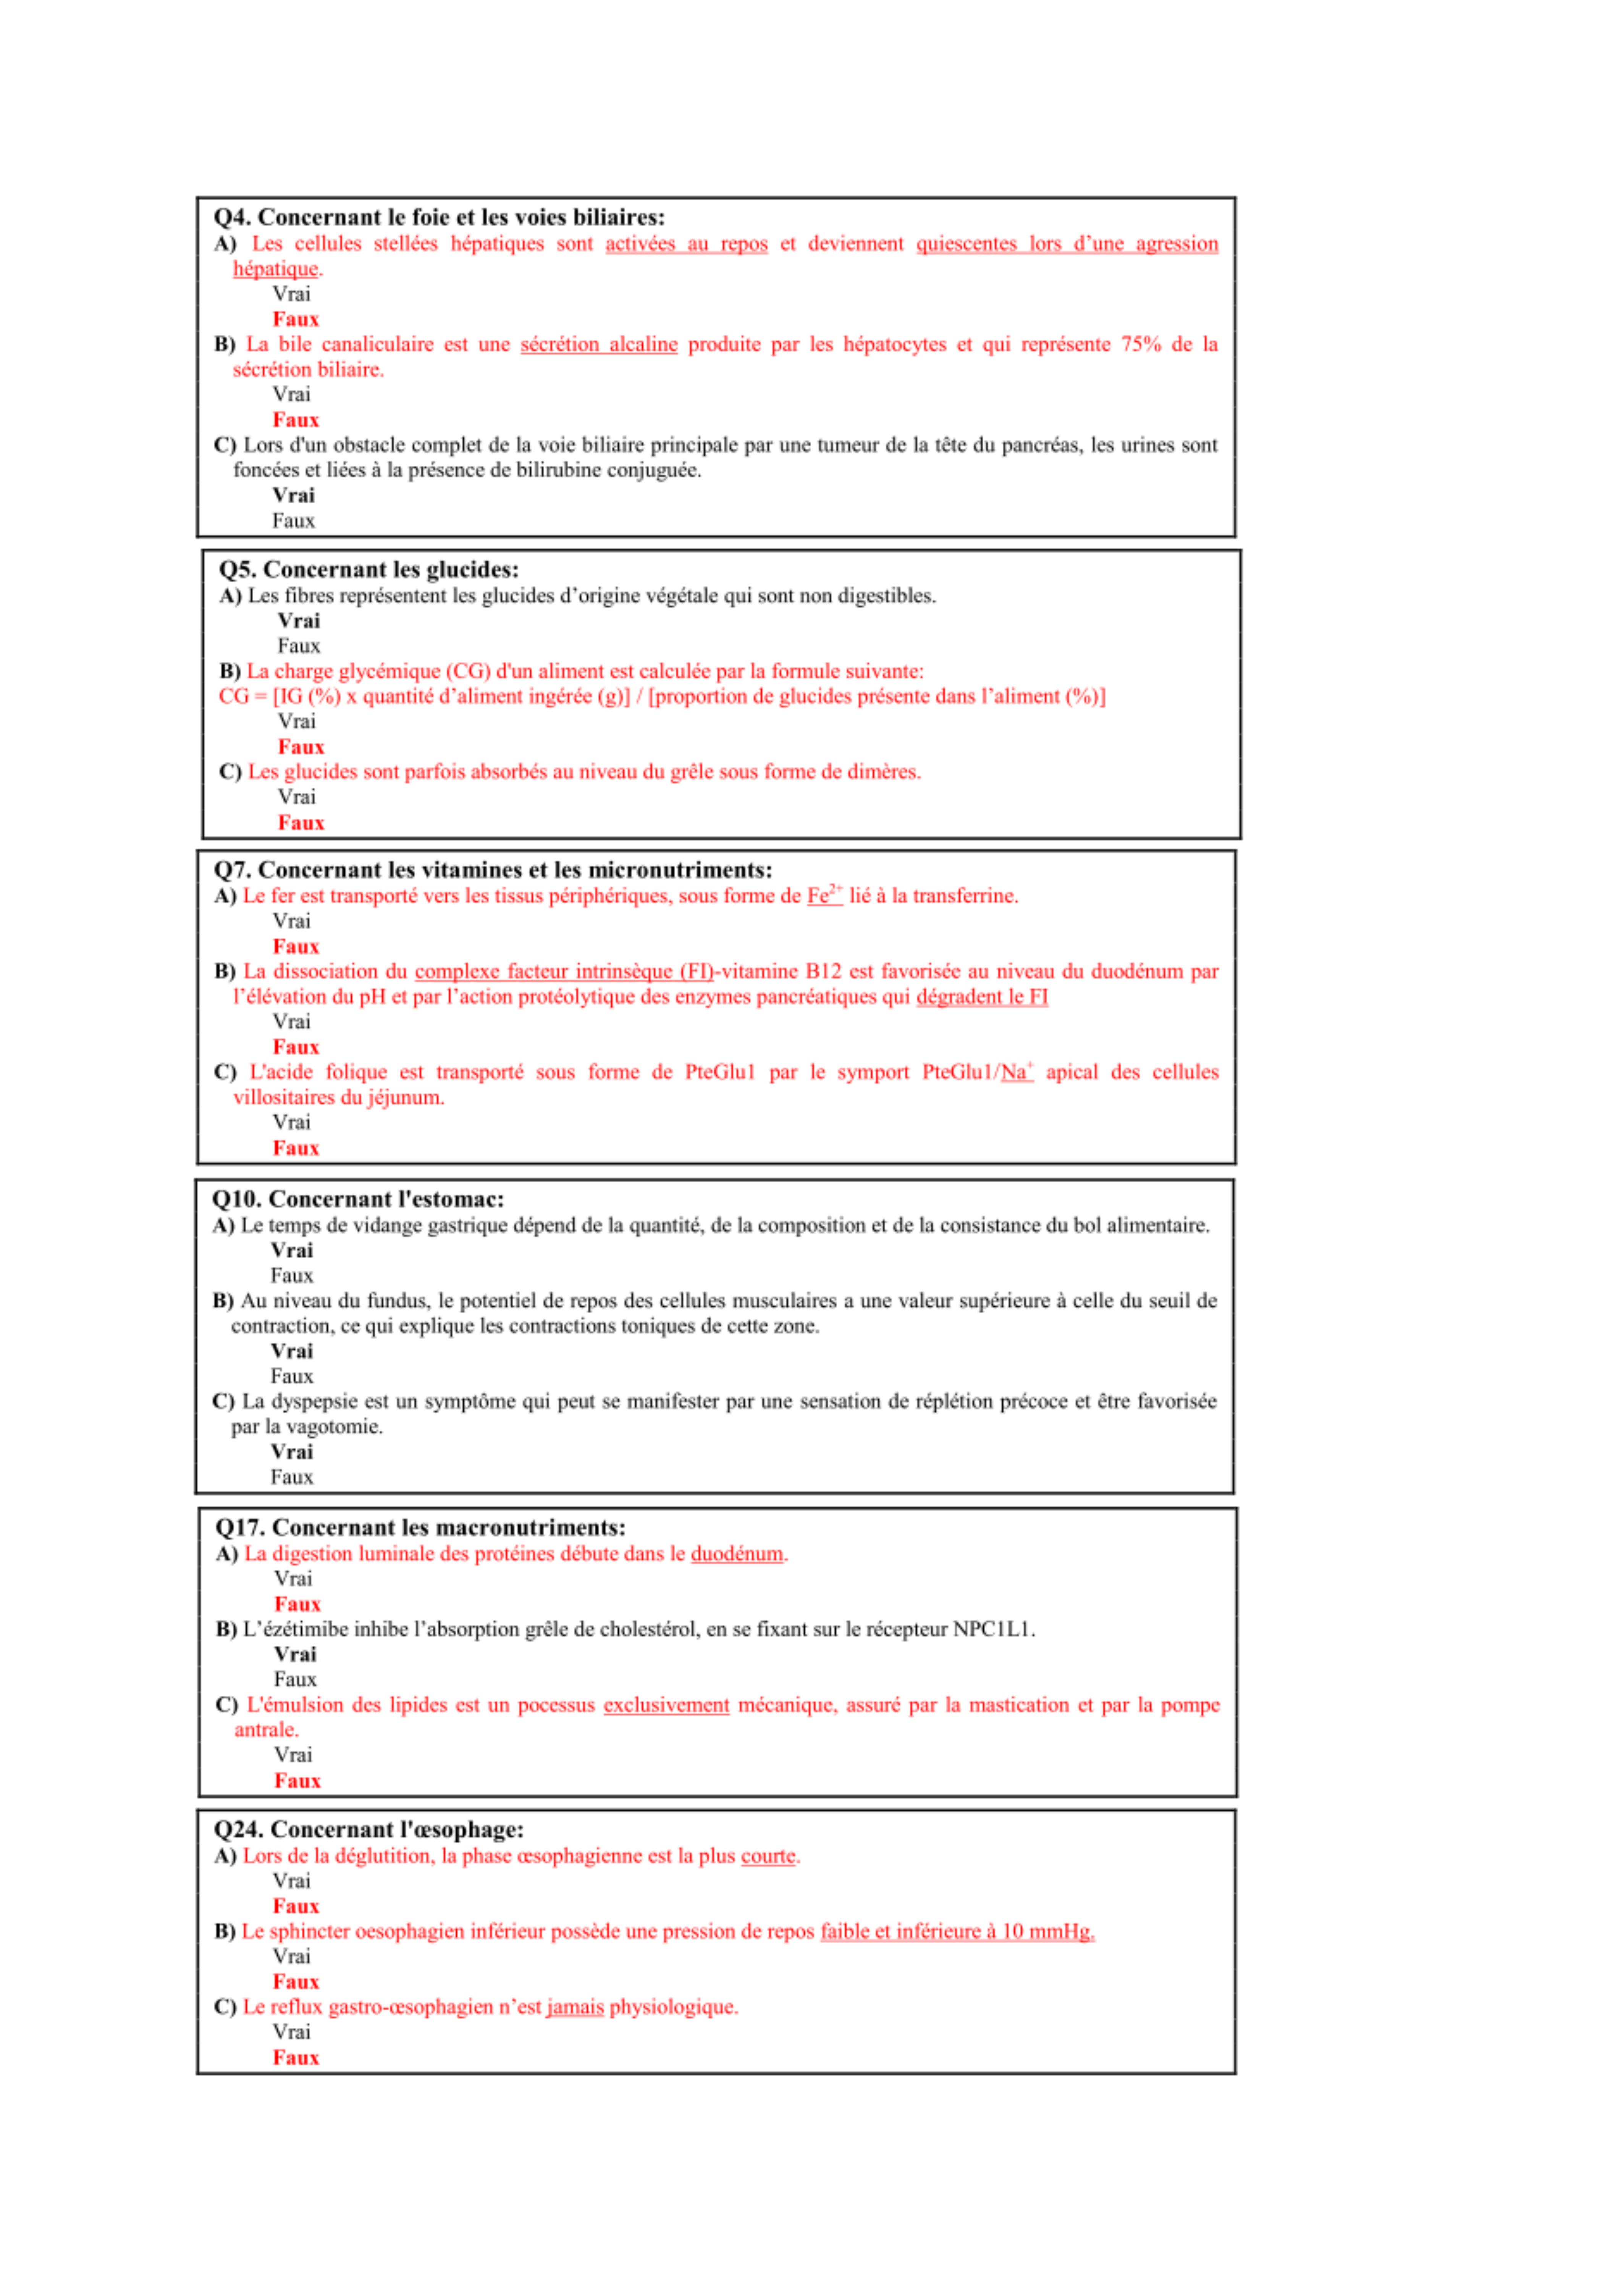 Q4. Concernant le foie et les voies biliaires:
A) Les cellules stellées hépatiques sont activées au repos et deviennent quiescentes lors d’une agression
hépatique.
Vrai
Faux
B) La bile canaliculaire est une sécrétion alcaline produite par les hépatocytes et qui représente 75% de la
sécrétion biliaire.
Vrai
Faux
C) Lors d'un obstacle complet de la voie biliaire principale par une tumeur de la tête du pancréas, les urines sont
foncées et liées à la présence de bilirubine conjuguée.
Vrai
Faux
Q5. Concernant les glucides:
A) Les fibres représentent les glucides d’origine végétale qui sont non digestibles.
Vrai
Faux
B) La charge glycémique (CG) d'un aliment est calculée par la formule suivante:
CG = [IG (%) x quantité d’aliment ingérée (g)] / [proportion de glucides présente dans l’aliment (%)]
Vrai
Faux
C) Les glucides sont parfois absorbés au niveau du grêle sous forme de dimères.
Vrai
Faux
Q7. Concernant les vitamines et les micronutriments:
A) Le fer est transporté vers les tissus périphériques, sous forme de Fe²⁺ lié à la transferrine.
Vrai
Faux
B) La dissociation du complexe facteur intrinsèque (FI)-vitamine B12 est favorisée au niveau du duodénum par
l’élévation du pH et par l’action protéolytique des enzymes pancréatiques qui dégradent le FI
Vrai
Faux
C) L'acide folique est transporté sous forme de PteGlu1 par le symport PteGlu1/Na⁺ apical des cellules
villositaires du jéjunum.
Vrai
Faux
Q10. Concernant l'estomac:
A) Le temps de vidange gastrique dépend de la quantité, de la composition et de la consistance du bol alimentaire.
Vrai
Faux
B) Au niveau du fundus, le potentiel de repos des cellules musculaires a une valeur supérieure à celle du seuil de
contraction, ce qui explique les contractions toniques de cette zone.
Vrai
Faux
C) La dyspepsie est un symptôme qui peut se manifester par une sensation de réplétion précoce et être favorisée
par la vagotomie.
Vrai
Faux
Q17. Concernant les macronutriments:
A) La digestion luminale des protéines débute dans le duodénum.
Vrai
Faux
B) L’ézétimibe inhibe l’absorption grêle de cholestérol, en se fixant sur le récepteur NPC1L1.
Vrai
Faux
C) L'émulsion des lipides est un pocessus exclusivement mécanique, assuré par la mastication et par la pompe
antrale.
Vrai
Faux
Q24. Concernant l'œsophage:
A) Lors de la déglutition, la phase œsophagienne est la plus courte.
Vrai
Faux
B) Le sphincter oesophagien inférieur possède une pression de repos faible et inférieure à 10 mmHg.
Vrai
Faux
C) Le reflux gastro-œsophagien n’est jamais physiologique.
Vrai
Faux